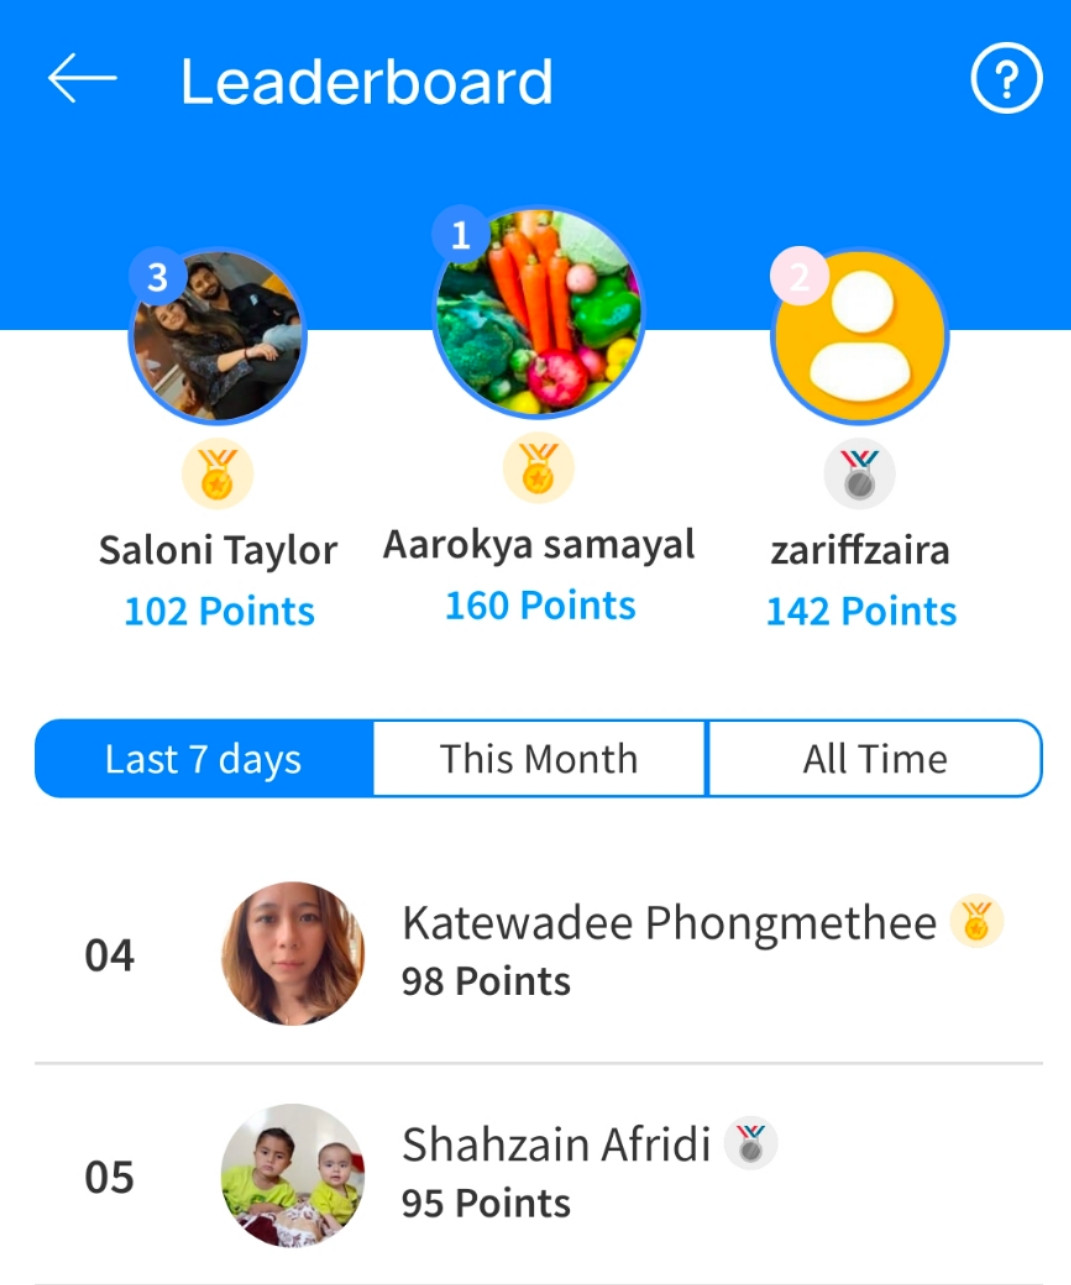 Leaderboard
?
3
1
2
Saloni Taylor
102 Points
Aarokya samayal
160 Points
zariffzaira
142 Points
Last 7 days
This Month
All Time
04
Katewadee Phongmethee
98 Points
05
Shahzain Afridi
95 Points